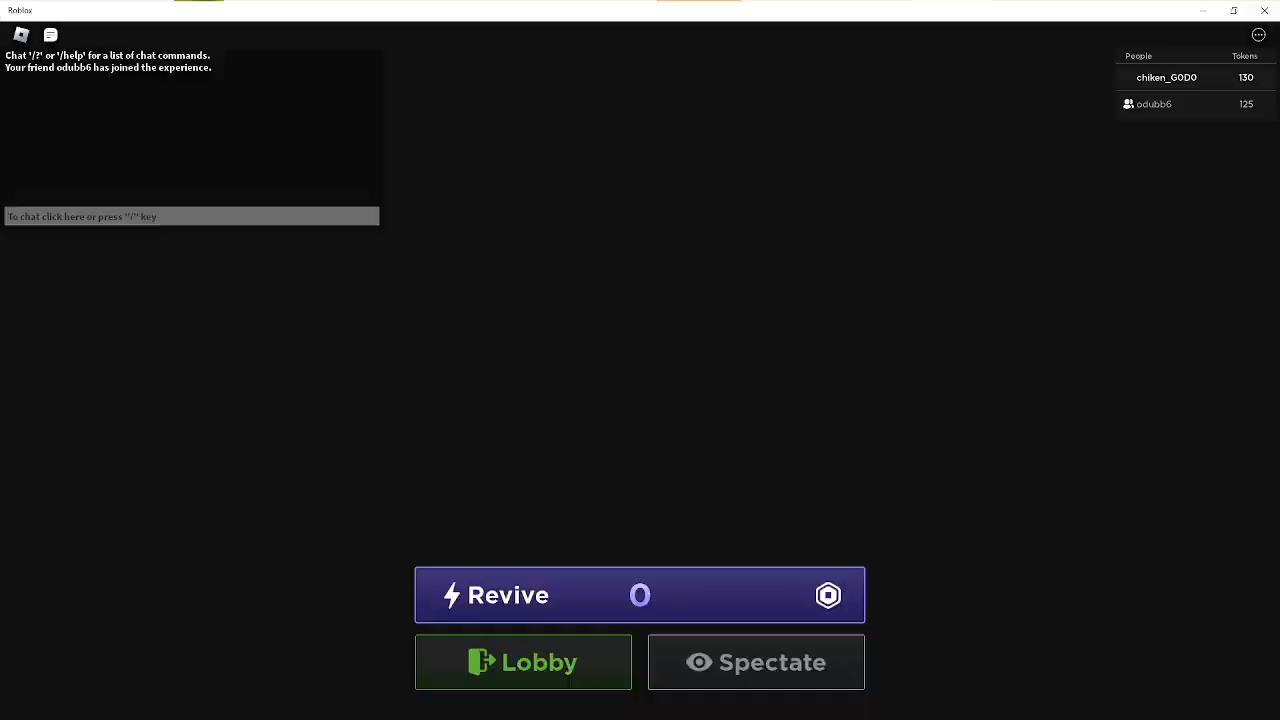 Roblox
Chat '/?' or '/help' for a list of chat commands.
Your friend odubb6 has joined the experience.
To chat click here or press "/" key
People Tokens
chiken_G0D0 130
odubb6 125
Revive 0
Lobby
Spectate